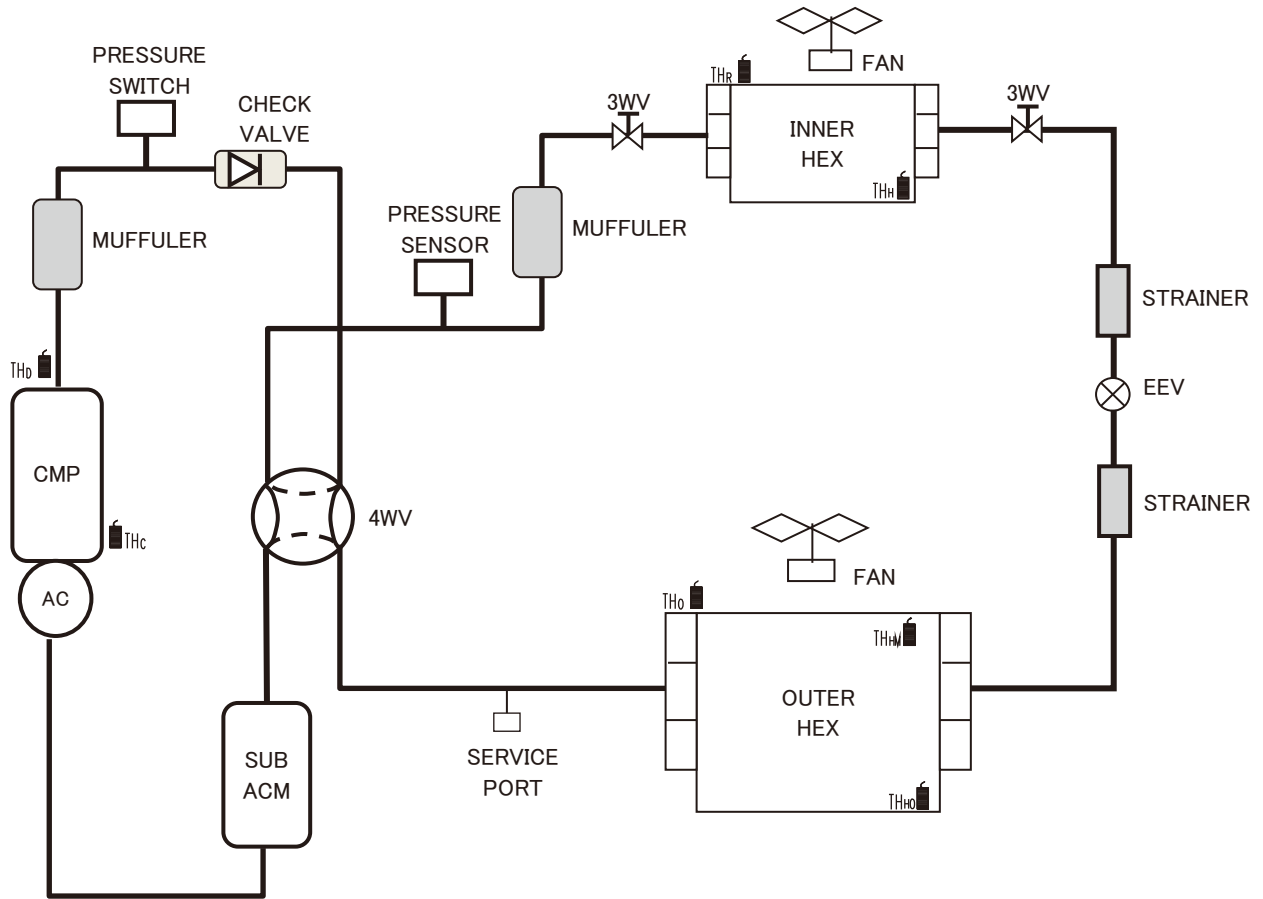 PRESSURE
SWITCH
CHECK
VALVE
MUFFULER
THD
CMP
THC
AC
SUB
ACM
4WV
PRESSURE
SENSOR
MUFFULER
3WV
THR
FAN
INNER
HEX
THH
3WV
STRAINER
EEV
STRAINER
FAN
THO
THHM
OUTER
HEX
THHO
SERVICE
PORT